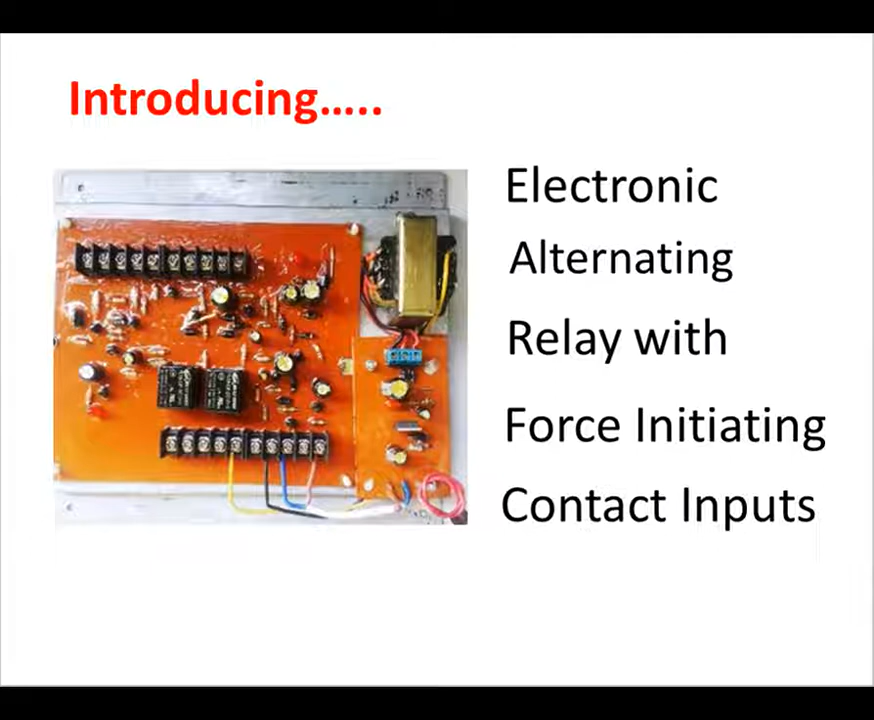 Introducing.....
Electronic
Alternating
Relay with
Force Initiating
Contact Inputs